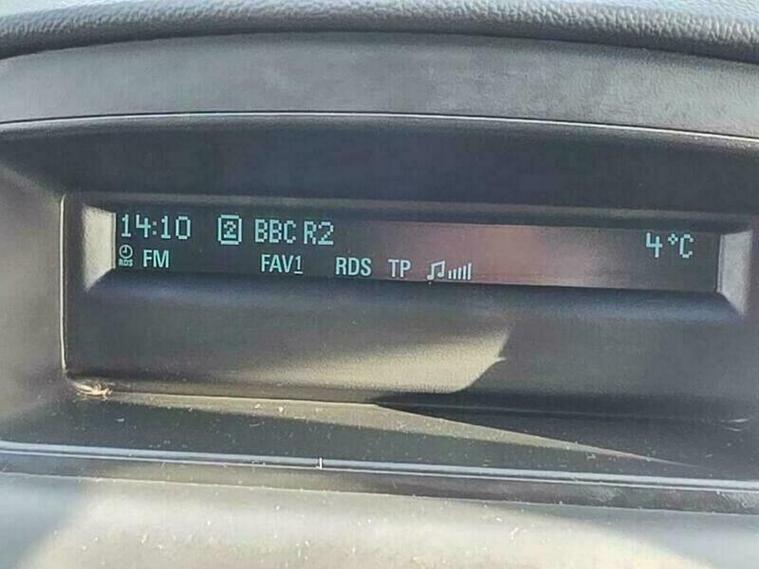 14:10 2 BBC R2 4°C
RDS FM FAV1 RDS TP